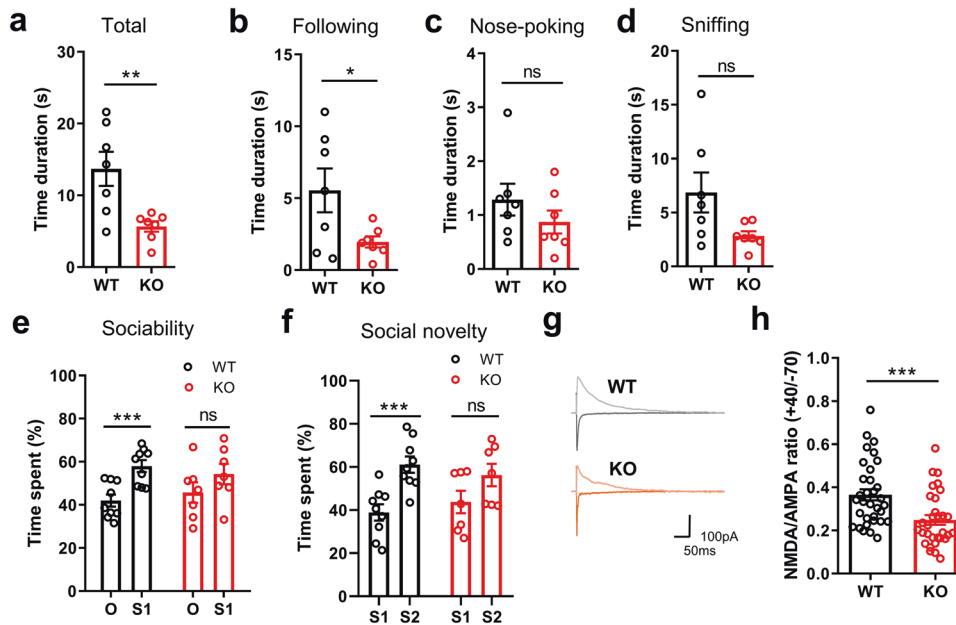 a
Total
Time duration (s)
30
20
10
0
**
WT KO
b
Following
Time duration (s)
15
10
5
0
*
WT KO
c
Nose-poking
Time duration (s)
4
3
2
1
0
ns
WT KO
d
Sniffing
Time duration (s)
20
15
10
5
0
ns
WT KO
e
Sociability
WT
KO
Time spent (%)
100
80
60
40
20
0
***
ns
O S1 O S1
f
Social novelty
WT
KO
Time spent (%)
100
80
60
40
20
0
***
ns
S1 S2 S1 S2
g
WT
KO
100pA
50ms
h
NMDA/AMPA ratio (+40/-70)
1.0
0.8
0.6
0.4
0.2
0.0
***
WT KO